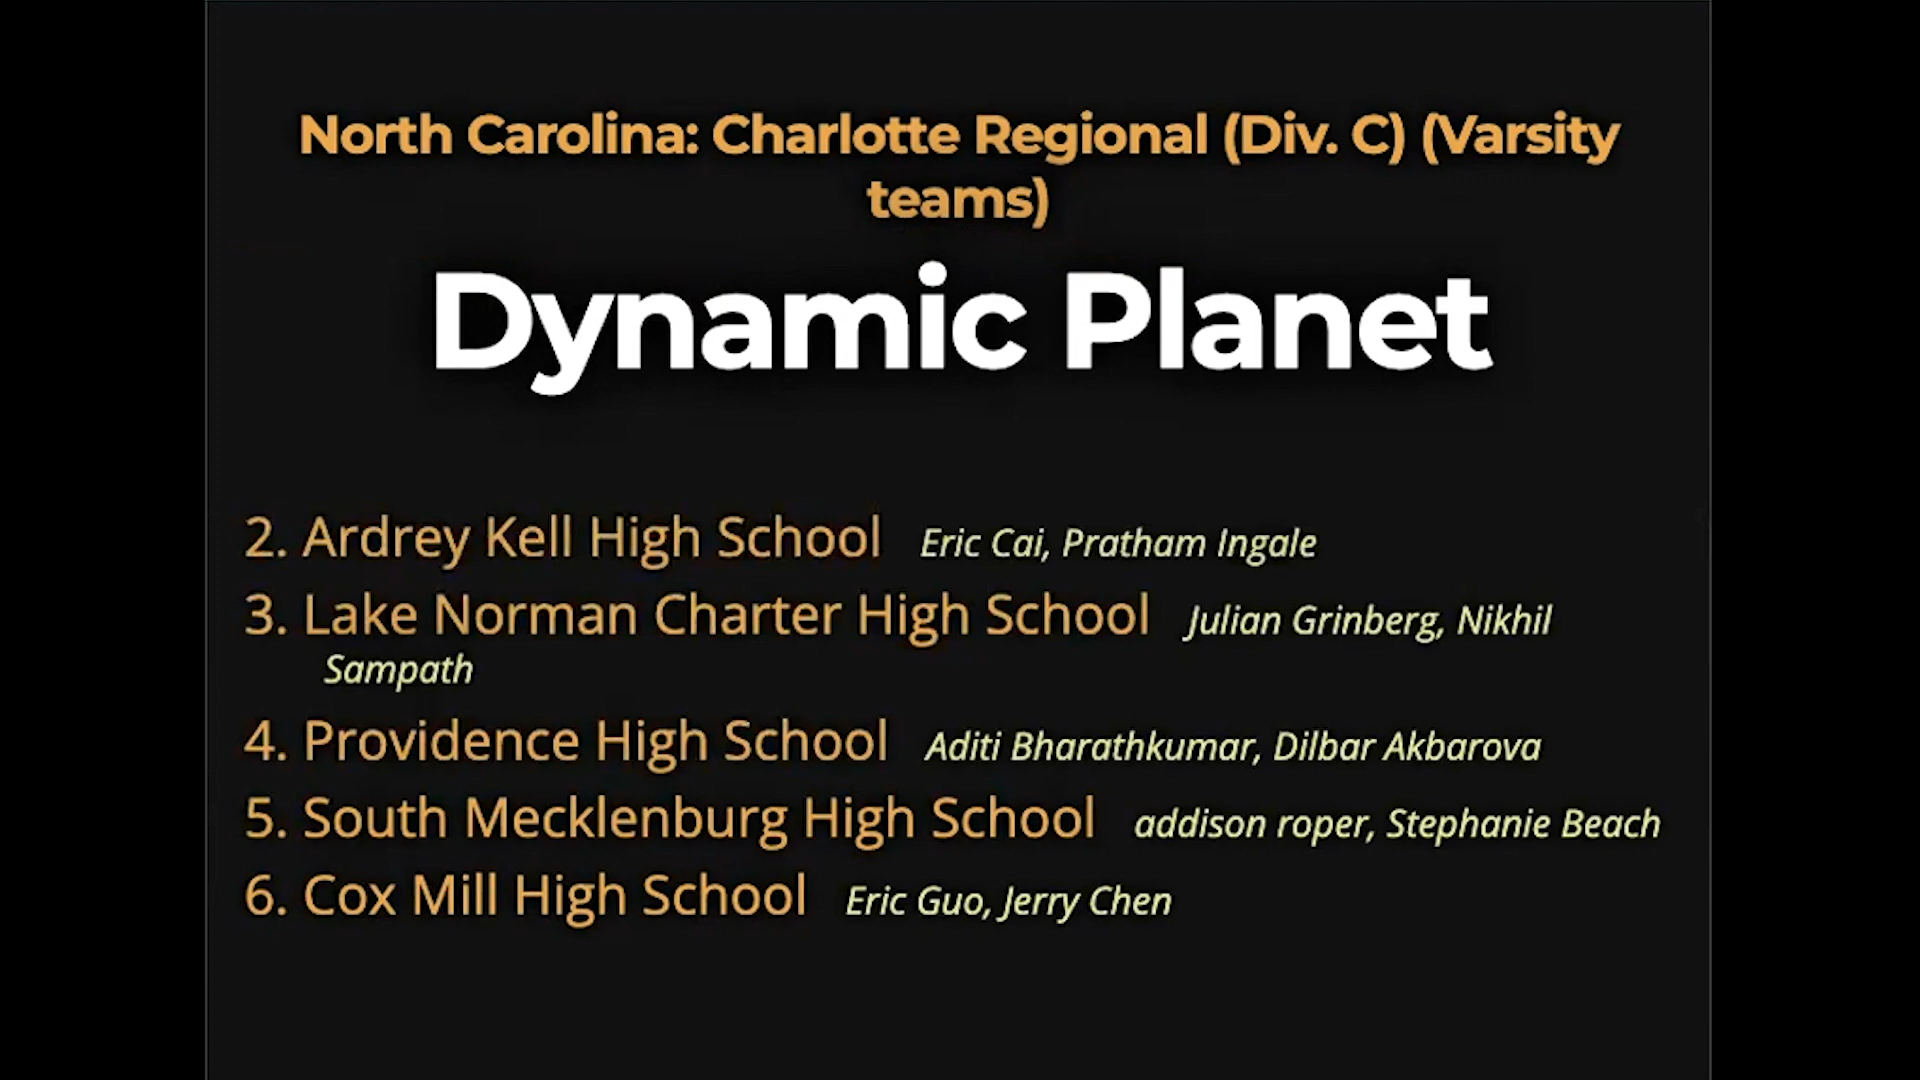 North Carolina: Charlotte Regional (Div. C) (Varsity
teams)
Dynamic Planet
2. Ardrey Kell High School Eric Cai, Pratham Ingale
3. Lake Norman Charter High School Julian Grinberg, Nikhil
Sampath
4. Providence High School Aditi Bharathkumar, Dilbar Akbarova
5. South Mecklenburg High School addison roper, Stephanie Beach
6. Cox Mill High School Eric Guo, Jerry Chen